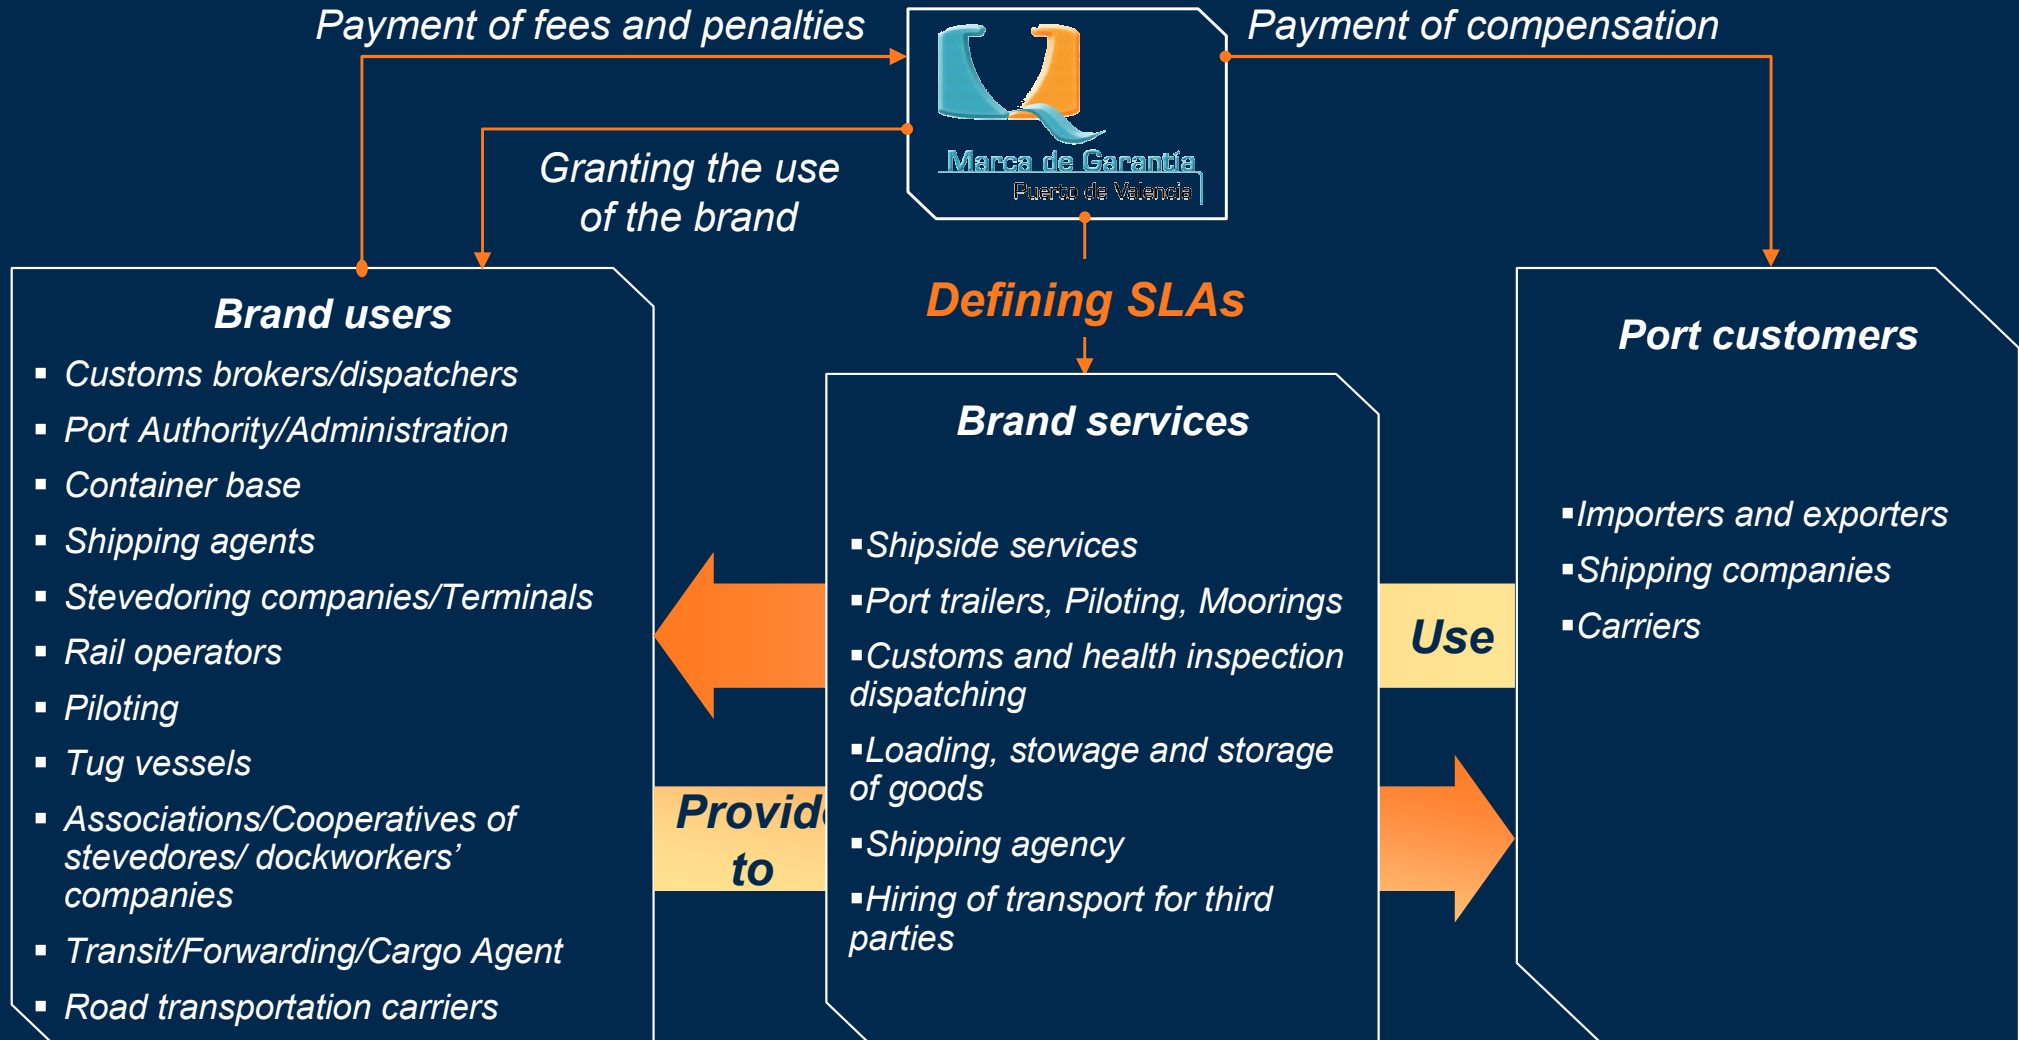 Payment of fees and penalties
Payment of compensation
Marca de Garantía
Puerto de Valencia
Granting the use
of the brand
Defining SLAs
Brand users
▪ Customs brokers/dispatchers
▪ Port Authority/Administration
▪ Container base
▪ Shipping agents
▪ Stevedoring companies/Terminals
▪ Rail operators
▪ Piloting
▪ Tug vessels
▪ Associations/Cooperatives of
stevedores/ dockworkers’
companies
▪ Transit/Forwarding/Cargo Agent
▪ Road transportation carriers
Provide
to
Brand services
▪Shipside services
▪Port trailers, Piloting, Moorings
▪Customs and health inspection
dispatching
▪Loading, stowage and storage
of goods
▪Shipping agency
▪Hiring of transport for third
parties
Use
Port customers
▪Importers and exporters
▪Shipping companies
▪Carriers